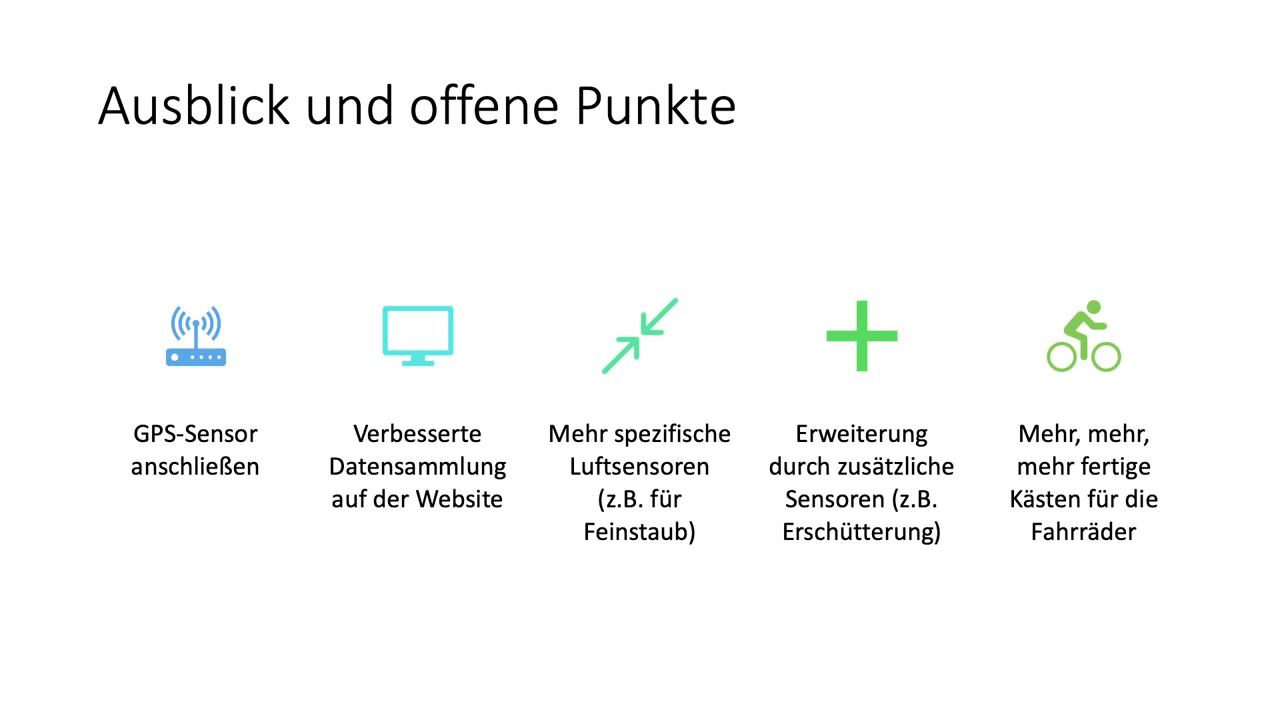 Ausblick und offene Punkte
GPS-Sensor
anschließen
Verbesserte
Datensammlung
auf der Website
Mehr spezifische
Luftsensoren
(z.B. für
Feinstaub)
Erweiterung
durch zusätzliche
Sensoren (z.B.
Erschütterung)
Mehr, mehr,
mehr fertige
Kästen für die
Fahrräder